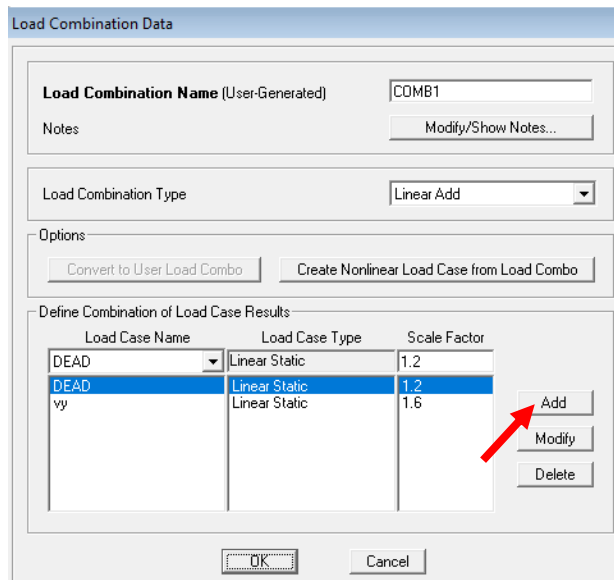 Load Combination Data
Load Combination Name (User-Generated) COMB1
Notes Modify/Show Notes...
Load Combination Type Linear Add
Options
Convert to User Load Combo Create Nonlinear Load Case from Load Combo
Define Combination of Load Case Results
Load Case Name Load Case Type Scale Factor
DEAD Linear Static 1.2
DEAD Linear Static 1.2
vy Linear Static 1.6
Add
Modify
Delete
OK Cancel